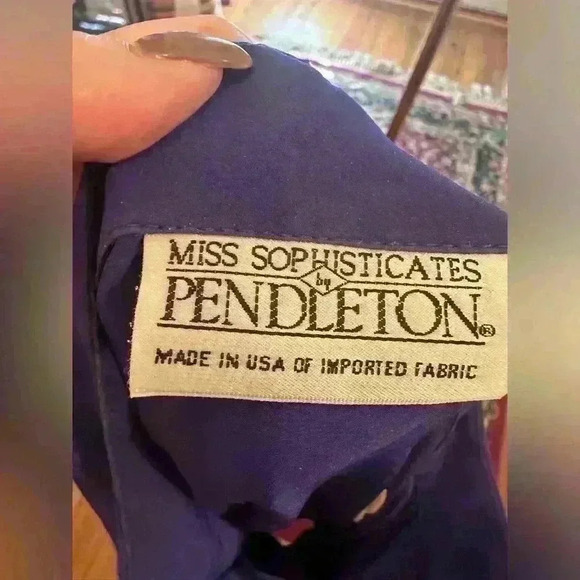 MISS SOPHISTICATES
by
PENDLETON®
MADE IN USA OF IMPORTED FABRIC